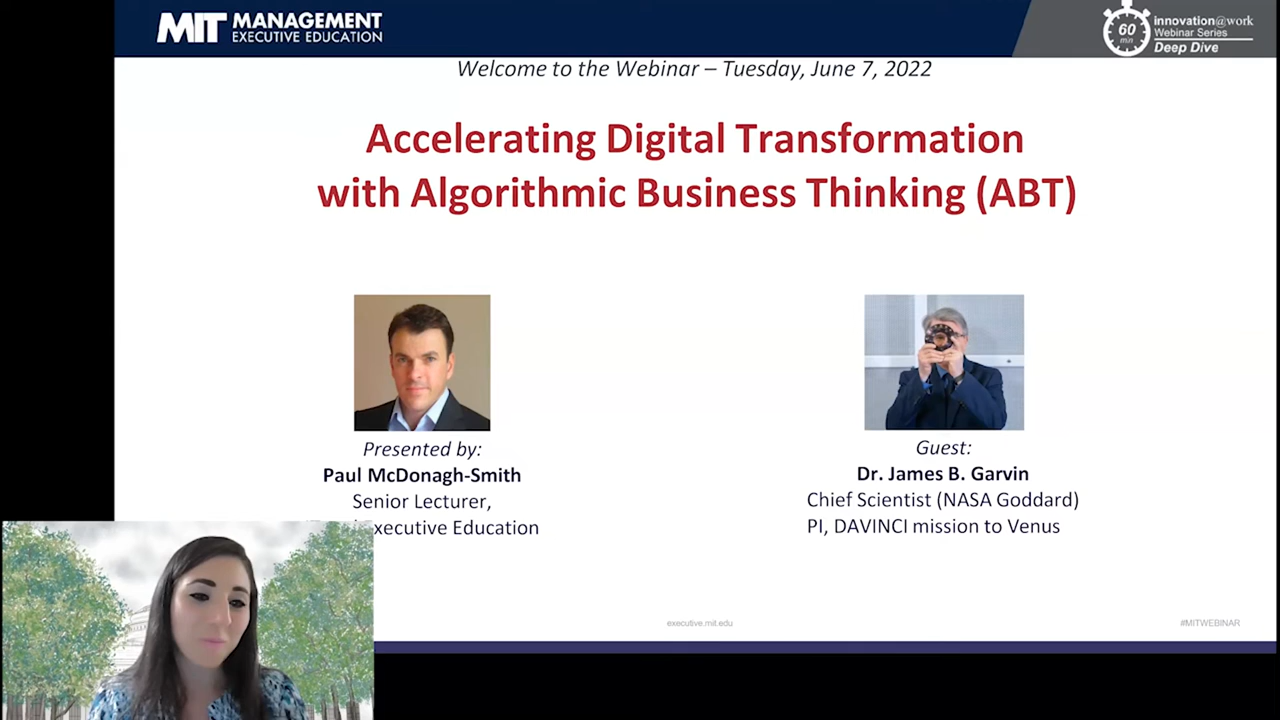 MIT MANAGEMENT
EXECUTIVE EDUCATION
60
min
innovation@work
Webinar Series
Deep Dive
Welcome to the Webinar – Tuesday, June 7, 2022
Accelerating Digital Transformation
with Algorithmic Business Thinking (ABT)
Presented by:
Paul McDonagh-Smith
Senior Lecturer,
Executive Education
Guest:
Dr. James B. Garvin
Chief Scientist (NASA Goddard)
PI, DAVINCI mission to Venus
executive.mit.edu
#MITWEBINAR